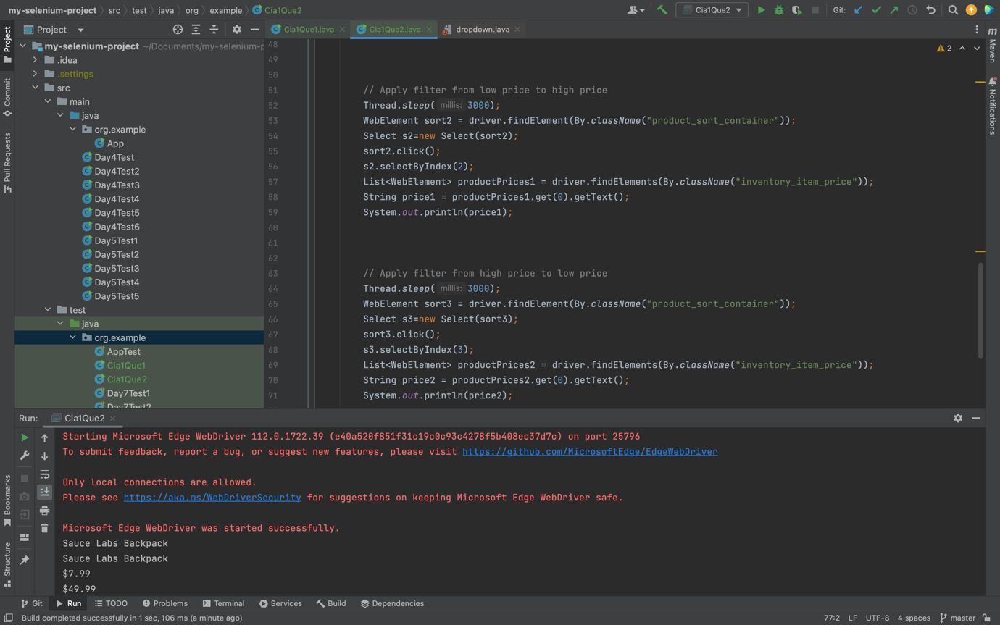 my-selenium-project
src
test
java
org
example
Cia1Que2
Cia1Que2
Git:
Project
Cia1Que1.java
Cia1Que2.java
dropdown.java
Project
Commit
Pull Requests
Bookmarks
Structure
my-selenium-project ~/Documents/my-selenium-p
.idea
.settings
src
main
java
org.example
App
Day4Test
Day4Test2
Day4Test3
Day4Test4
Day4Test5
Day4Test6
Day5Test1
Day5Test2
Day5Test3
Day5Test4
Day5Test5
test
java
org.example
AppTest
Cia1Que1
Cia1Que2
Day7Test1
Day7Test2
2
48
49
50
51 // Apply filter from low price to high price
52 Thread.sleep( millis: 3000);
53 WebElement sort2 = driver.findElement(By.className("product_sort_container"));
54 Select s2=new Select(sort2);
55 sort2.click();
56 s2.selectByIndex(2);
57 List<WebElement> productPrices1 = driver.findElements(By.className("inventory_item_price"));
58 String price1 = productPrices1.get(0).getText();
59 System.out.println(price1);
60
61
62
63 // Apply filter from high price to low price
64 Thread.sleep( millis: 3000);
65 WebElement sort3 = driver.findElement(By.className("product_sort_container"));
66 Select s3=new Select(sort3);
67 sort3.click();
68 s3.selectByIndex(3);
69 List<WebElement> productPrices2 = driver.findElements(By.className("inventory_item_price"));
70 String price2 = productPrices2.get(0).getText();
71 System.out.println(price2);
m
Maven
Notifications
Run: Cia1Que2
Starting Microsoft Edge WebDriver 112.0.1722.39 (e40a520f851f31c19c0c93c4278f5b408ec37d7c) on port 25796
To submit feedback, report a bug, or suggest new features, please visit https://github.com/MicrosoftEdge/EdgeWebDriver
Only local connections are allowed.
Please see https://aka.ms/WebDriverSecurity for suggestions on keeping Microsoft Edge WebDriver safe.
Microsoft Edge WebDriver was started successfully.
Sauce Labs Backpack
Sauce Labs Backpack
$7.99
$49.99
Git
Run
TODO
Problems
Terminal
Services
Build
Dependencies
Build completed successfully in 1 sec, 106 ms (a minute ago)
77:2
LF
UTF-8
4 spaces
master